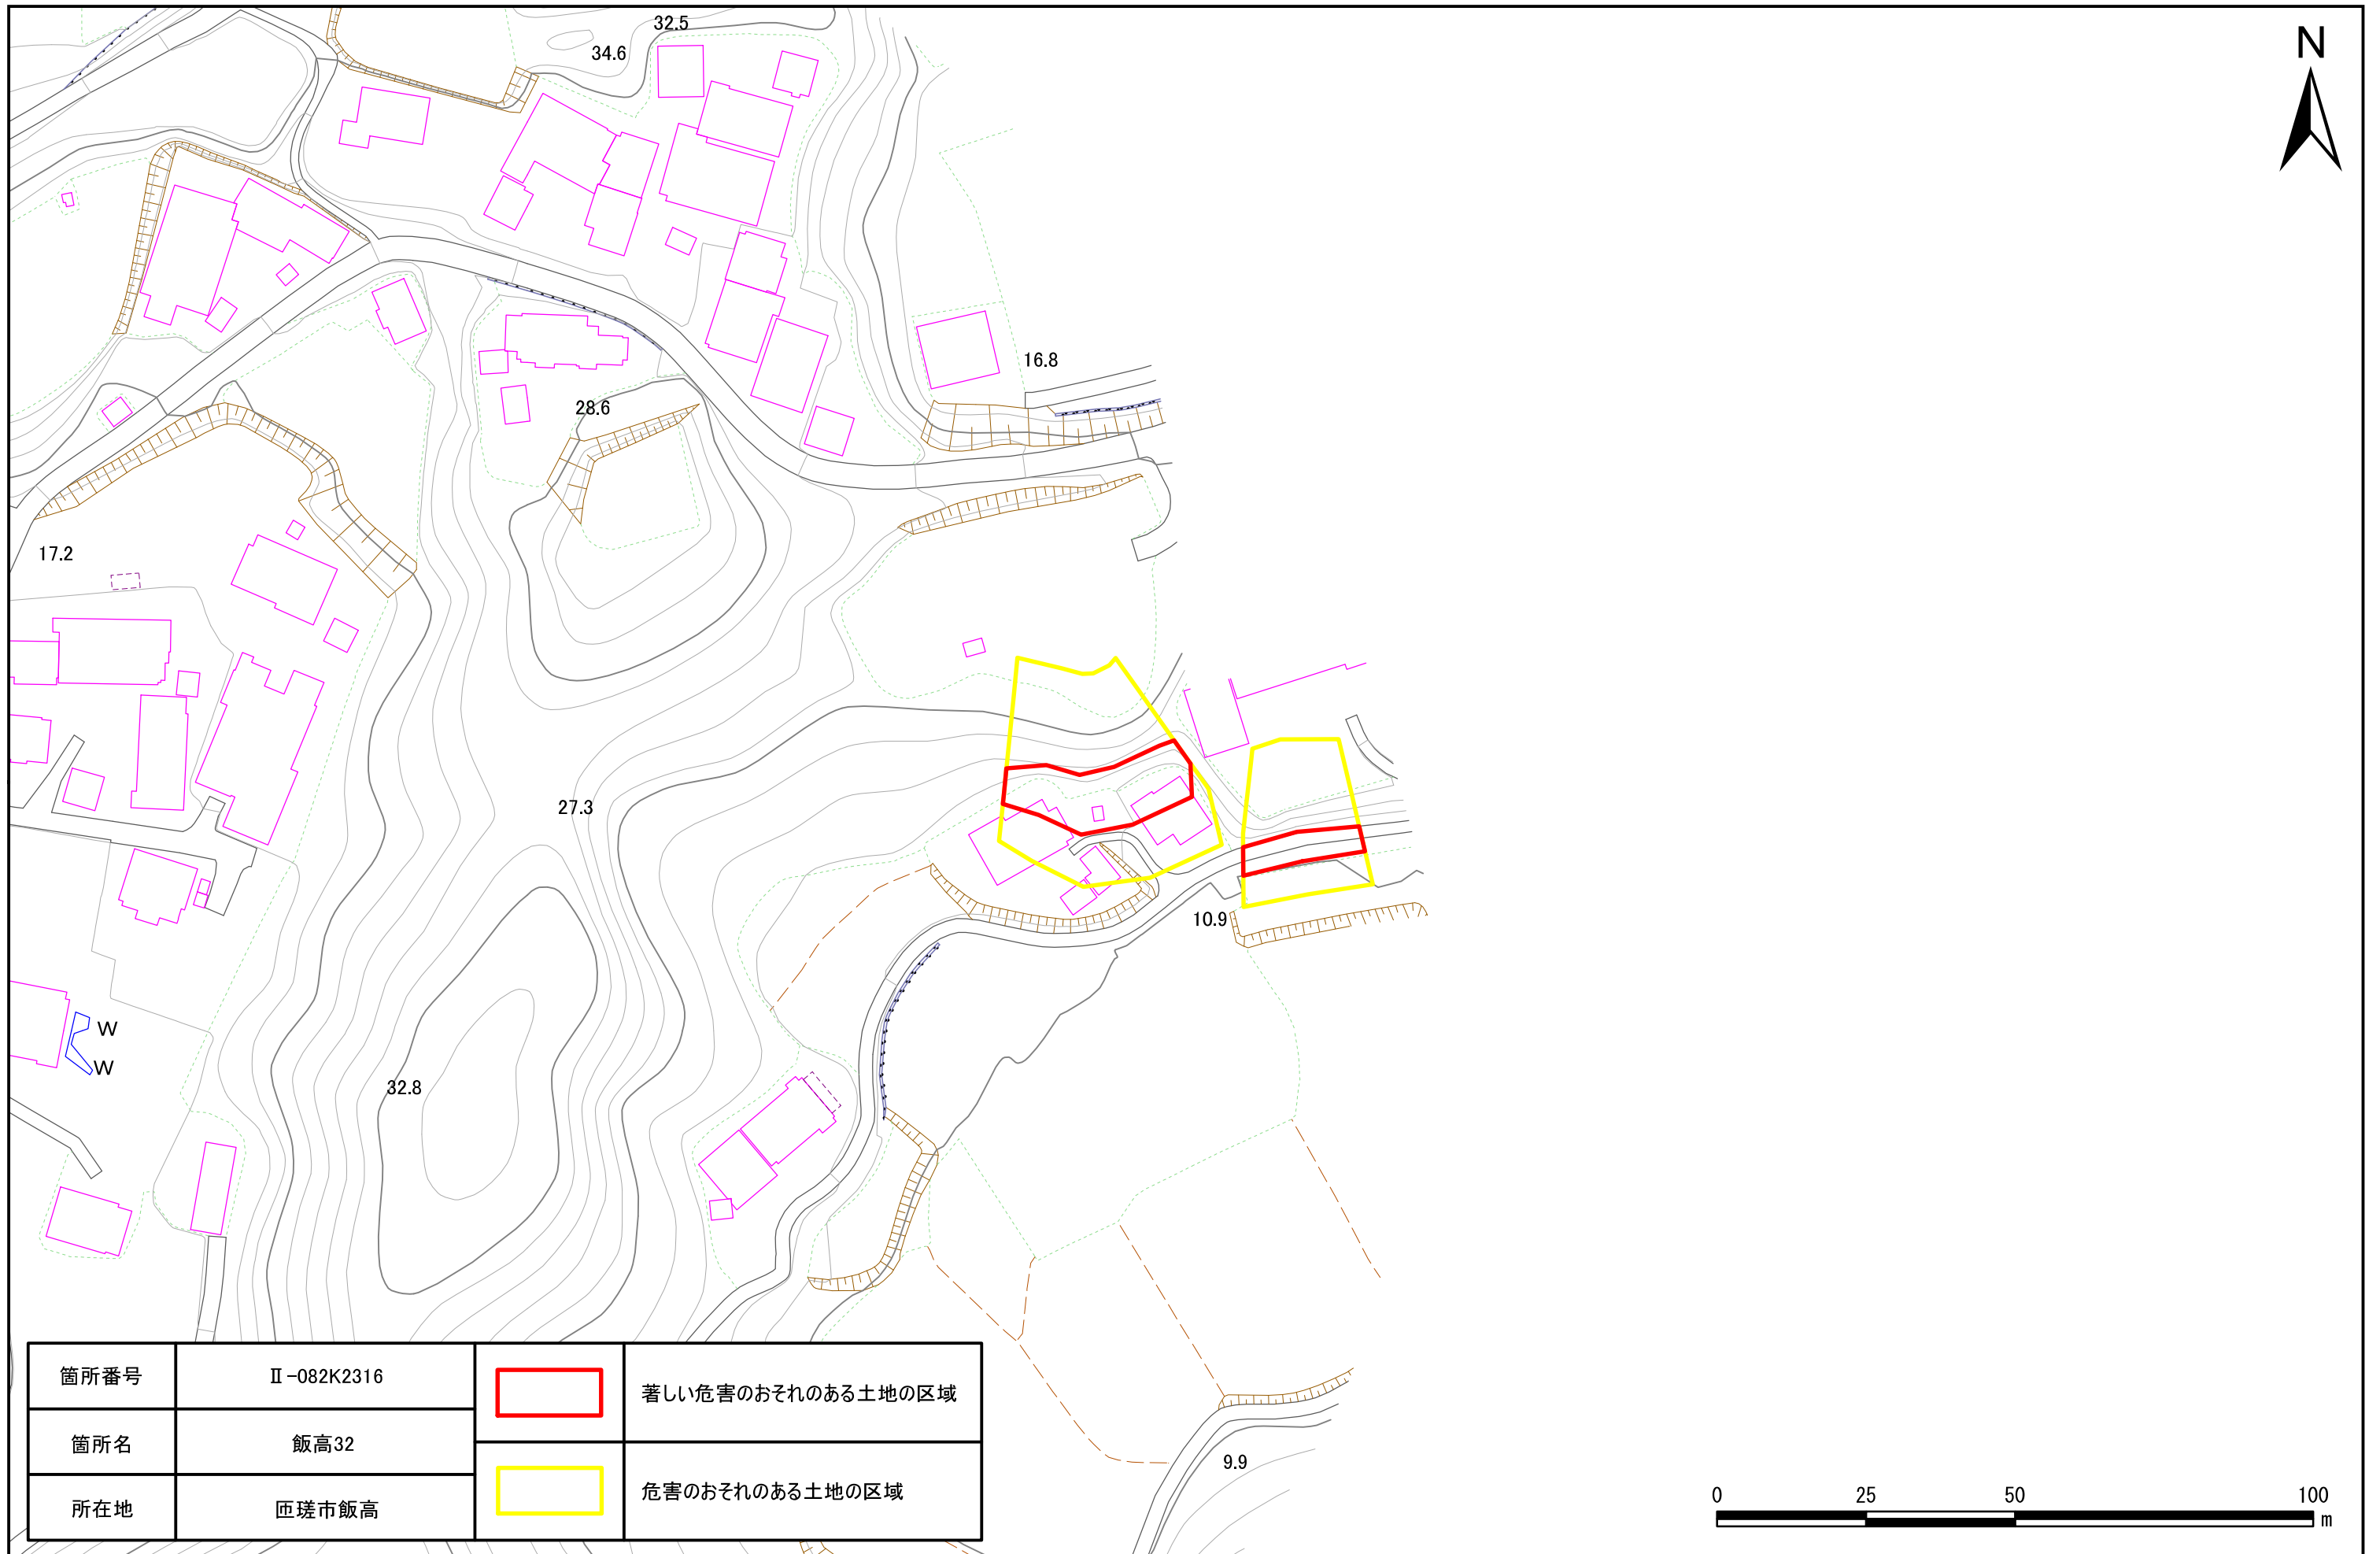 32.5
34.6
N
16.8
28.6
17.2
27.3
10.9
W
W
32.8
箇所番号 Ⅱ-082K2316
著しい危害のおそれのある土地の区域
箇所名 飯高32
危害のおそれのある土地の区域
所在地 匝瑳市飯高
9.9
0 25 50 100
m